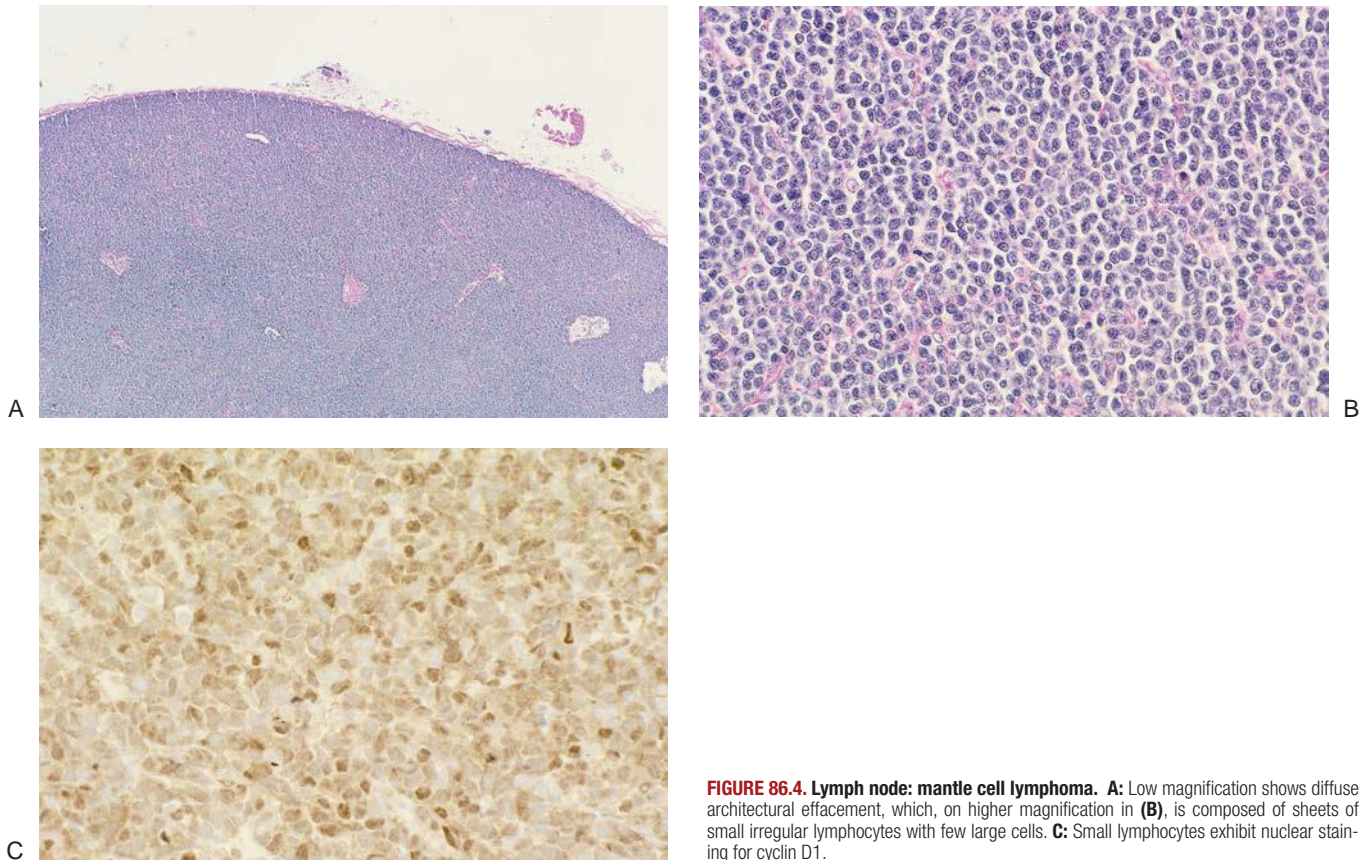 A
B
C
FIGURE 86.4. Lymph node: mantle cell lymphoma. A: Low magnification shows diffuse
architectural effacement, which, on higher magnification in (B), is composed of sheets of
small irregular lymphocytes with few large cells. C: Small lymphocytes exhibit nuclear stain-
ing for cyclin D1.